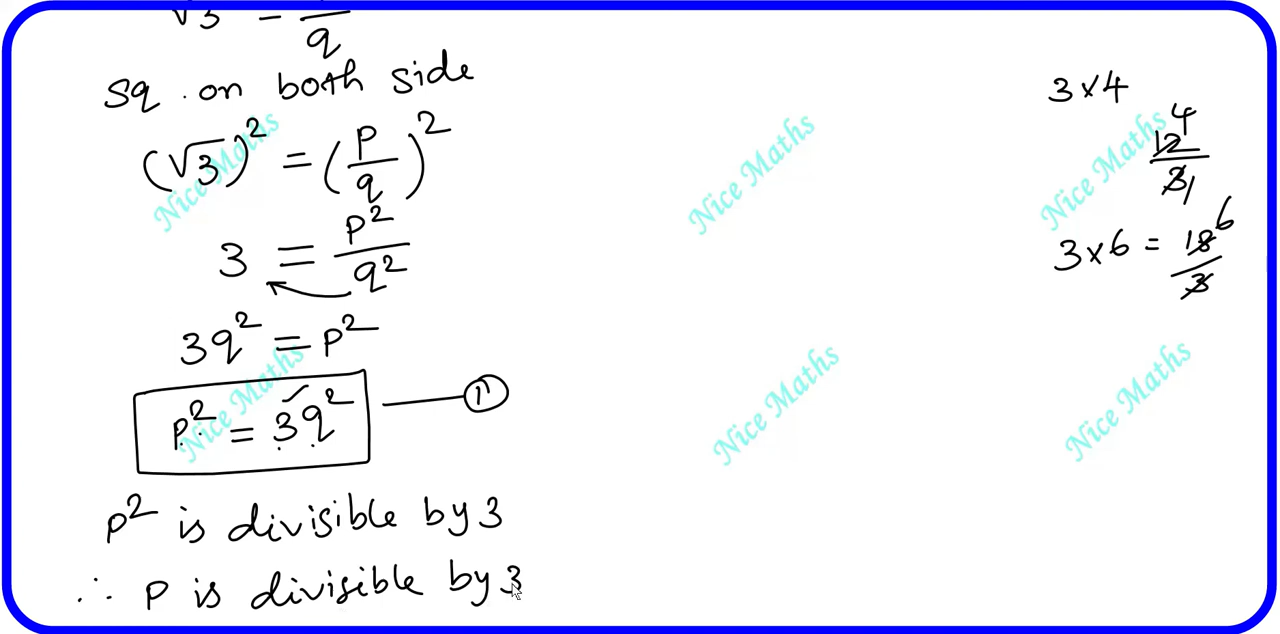 √3 = p/q
Sq. on both side
(√3)² = (p/q)²
3 = p²/q²
3q² = p²
p² = 3q² —— ①
p² is divisible by 3
∴ p is divisible by 3
3×4
12/3 4 1
3×6 = 18/3 6
Nice Maths
Nice Maths
Nice Maths
Nice Maths
Nice Maths
Nice Maths